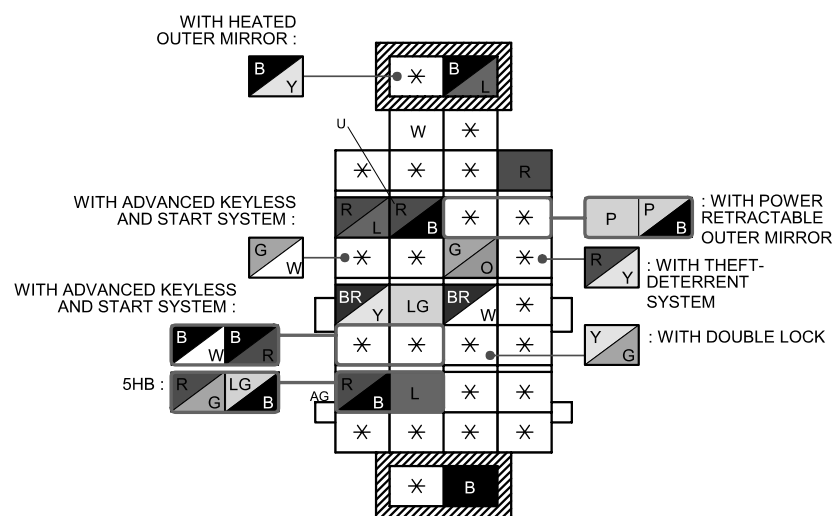 WITH HEATED
OUTER MIRROR :
B
Y
B
L
U
W
R
WITH ADVANCED KEYLESS
AND START SYSTEM :
R
L
R
B
P
P
B
: WITH POWER
RETRACTABLE
OUTER MIRROR
G
W
G
O
R
Y
: WITH THEFT-
DETERRENT
SYSTEM
WITH ADVANCED KEYLESS
AND START SYSTEM :
BR
Y
LG
BR
W
B
W
B
R
Y
G
: WITH DOUBLE LOCK
5HB :
R
G
LG
B
AG
R
B
L
B